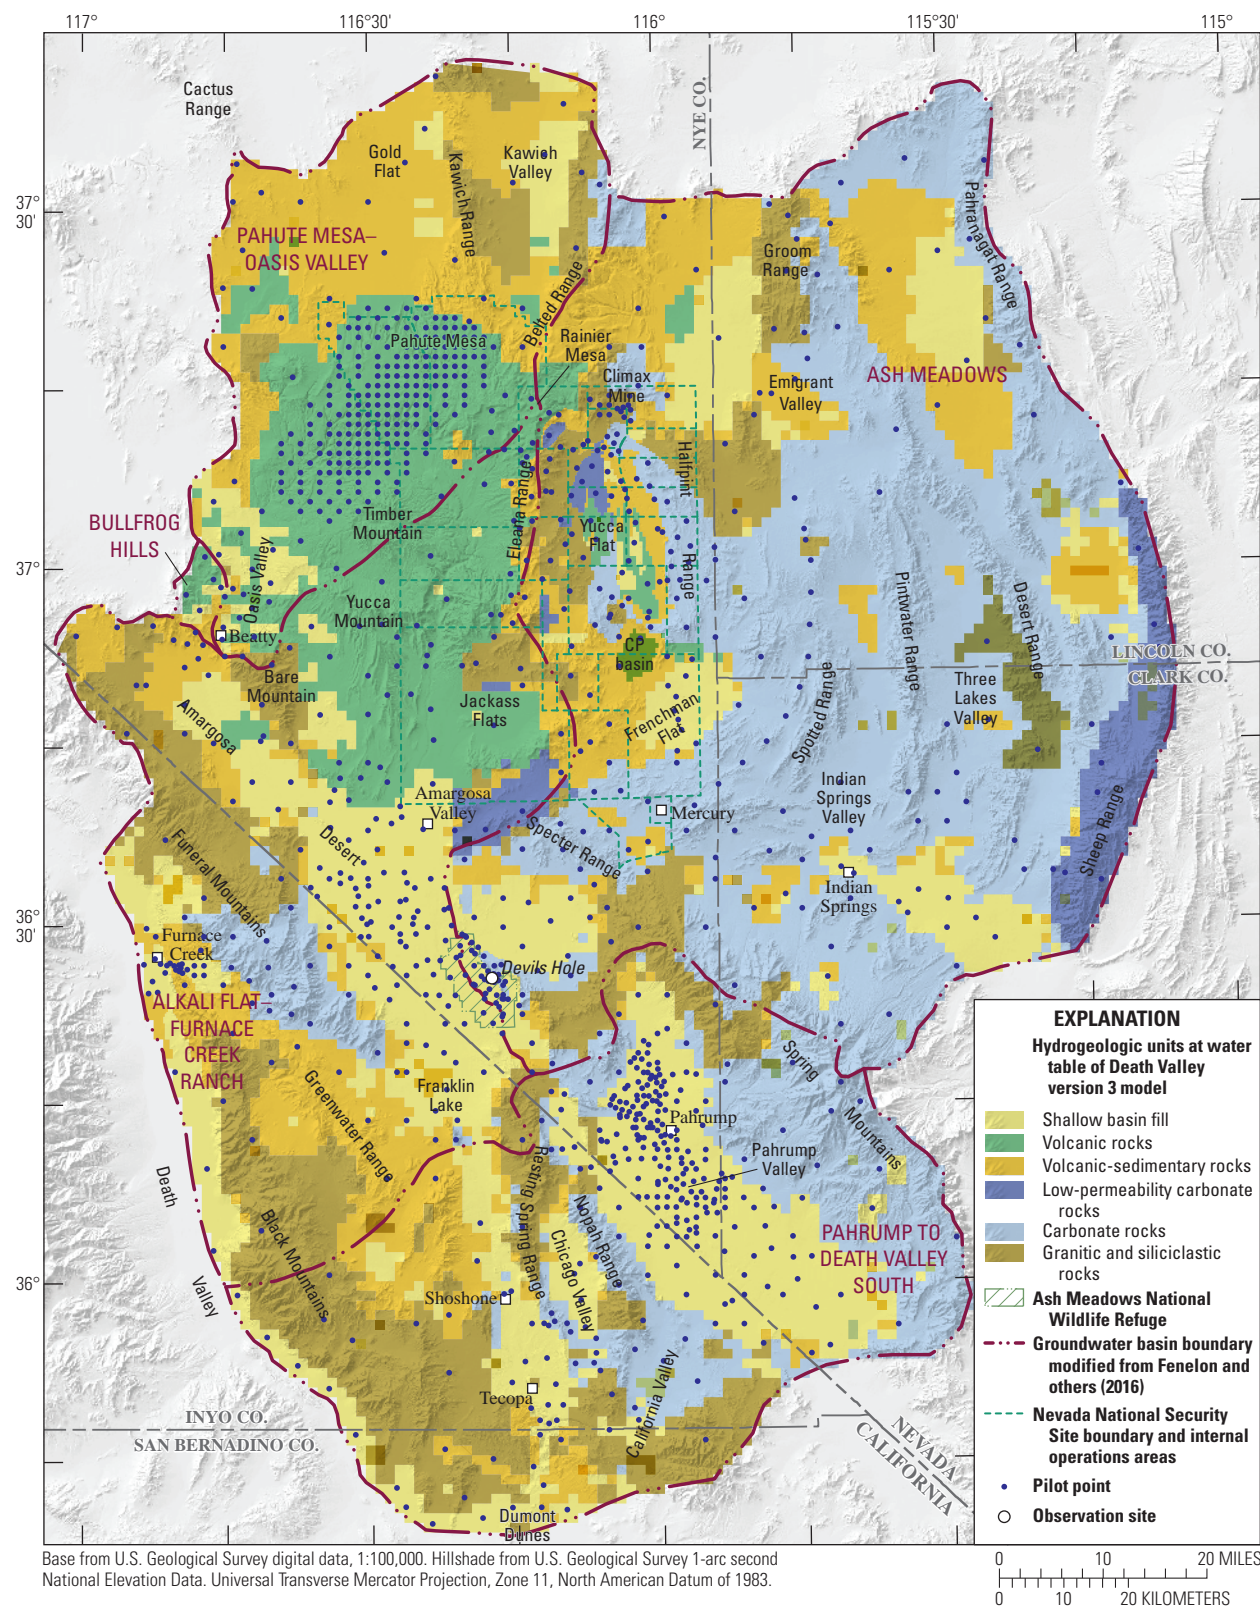 117°
116°30'
116°
115°30'
115°
Cactus
Range
NYE CO.
Gold
Flat
Kawich
Valley
Kawich Range
37°
30'
PAHUTE MESA–
OASIS VALLEY
Pahranagat Range
Groom
Range
Belted Range
Pahute Mesa
Rainier
Mesa
Climax
Mine
Emigrant
Valley
ASH MEADOWS
Halfpint
Range
Eleana Range
BULLFROG
HILLS
Timber
Mountain
Yucca
Flat
37°
Oasis Valley
Yucca
Mountain
Pintwater Range
Desert Range
Beatty
CP
basin
LINCOLN CO.
CLARK CO.
Bare
Mountain
Three
Lakes
Valley
Jackass
Flats
Frenchman
Flat
Spotted Range
Amargosa
Desert
Amargosa
Valley
Indian
Springs
Valley
Mercury
Specter Range
Sheep Range
Funeral Mountains
Indian
Springs
36°
30'
Furnace
Creek
Devils Hole
ALKALI FLAT–
FURNACE
CREEK
RANCH
Spring
Mountains
Franklin
Lake
Greenwater Range
Pahrump
Pahrump
Valley
Death
Valley
Resting Spring Range
Nopah Range
Chicago Valley
Black Mountains
PAHRUMP TO
DEATH VALLEY
SOUTH
36°
Shoshone
California Valley
Tecopa
INYO CO.
SAN BERNADINO CO.
NEVADA
CALIFORNIA
Dumont
Dunes
EXPLANATION
Hydrogeologic units at water
table of Death Valley
version 3 model
Shallow basin fill
Volcanic rocks
Volcanic-sedimentary rocks
Low-permeability carbonate
rocks
Carbonate rocks
Granitic and siliciclastic
rocks
Ash Meadows National
Wildlife Refuge
Groundwater basin boundary
modified from Fenelon and
others (2016)
Nevada National Security
Site boundary and internal
operations areas
Pilot point
Observation site
Base from U.S. Geological Survey digital data, 1:100,000. Hillshade from U.S. Geological Survey 1-arc second
National Elevation Data. Universal Transverse Mercator Projection, Zone 11, North American Datum of 1983.
0 10 20 MILES
0 10 20 KILOMETERS